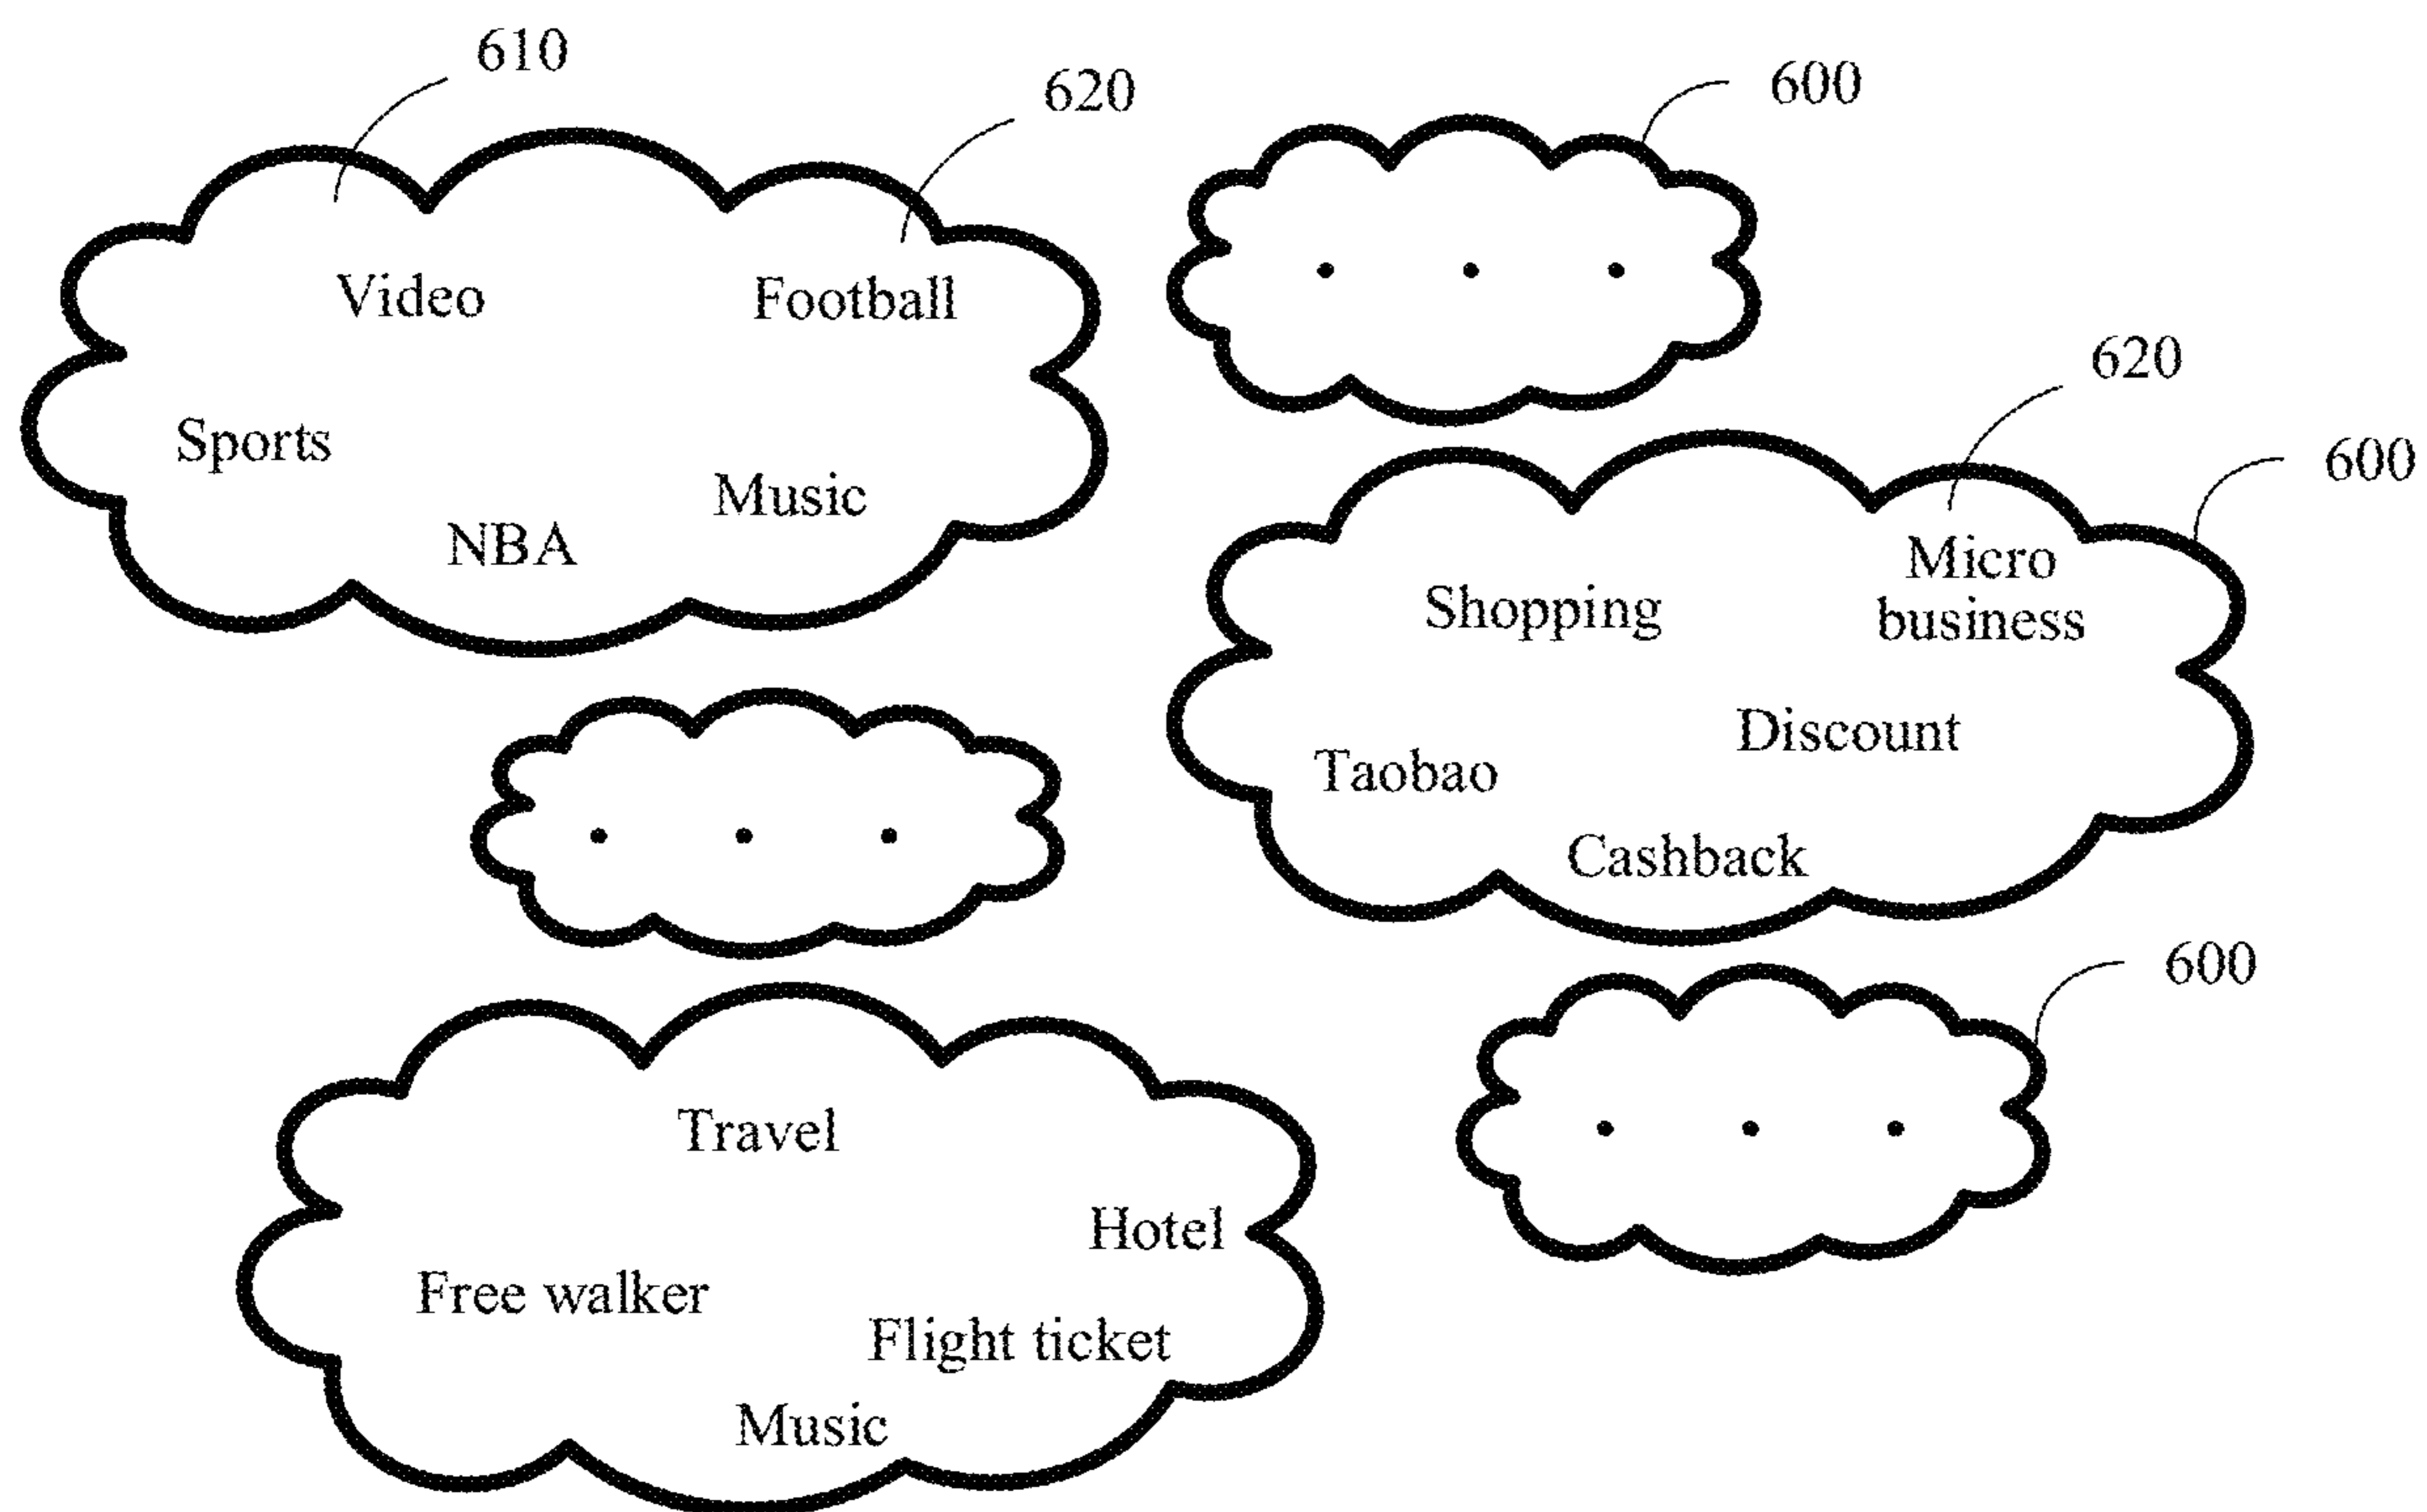 610
620
600
Video
Football
Sports
Music
NBA
620
600
Micro
business
Shopping
Discount
Taobao
Cashback
600
Travel
Hotel
Free walker
Flight ticket
Music